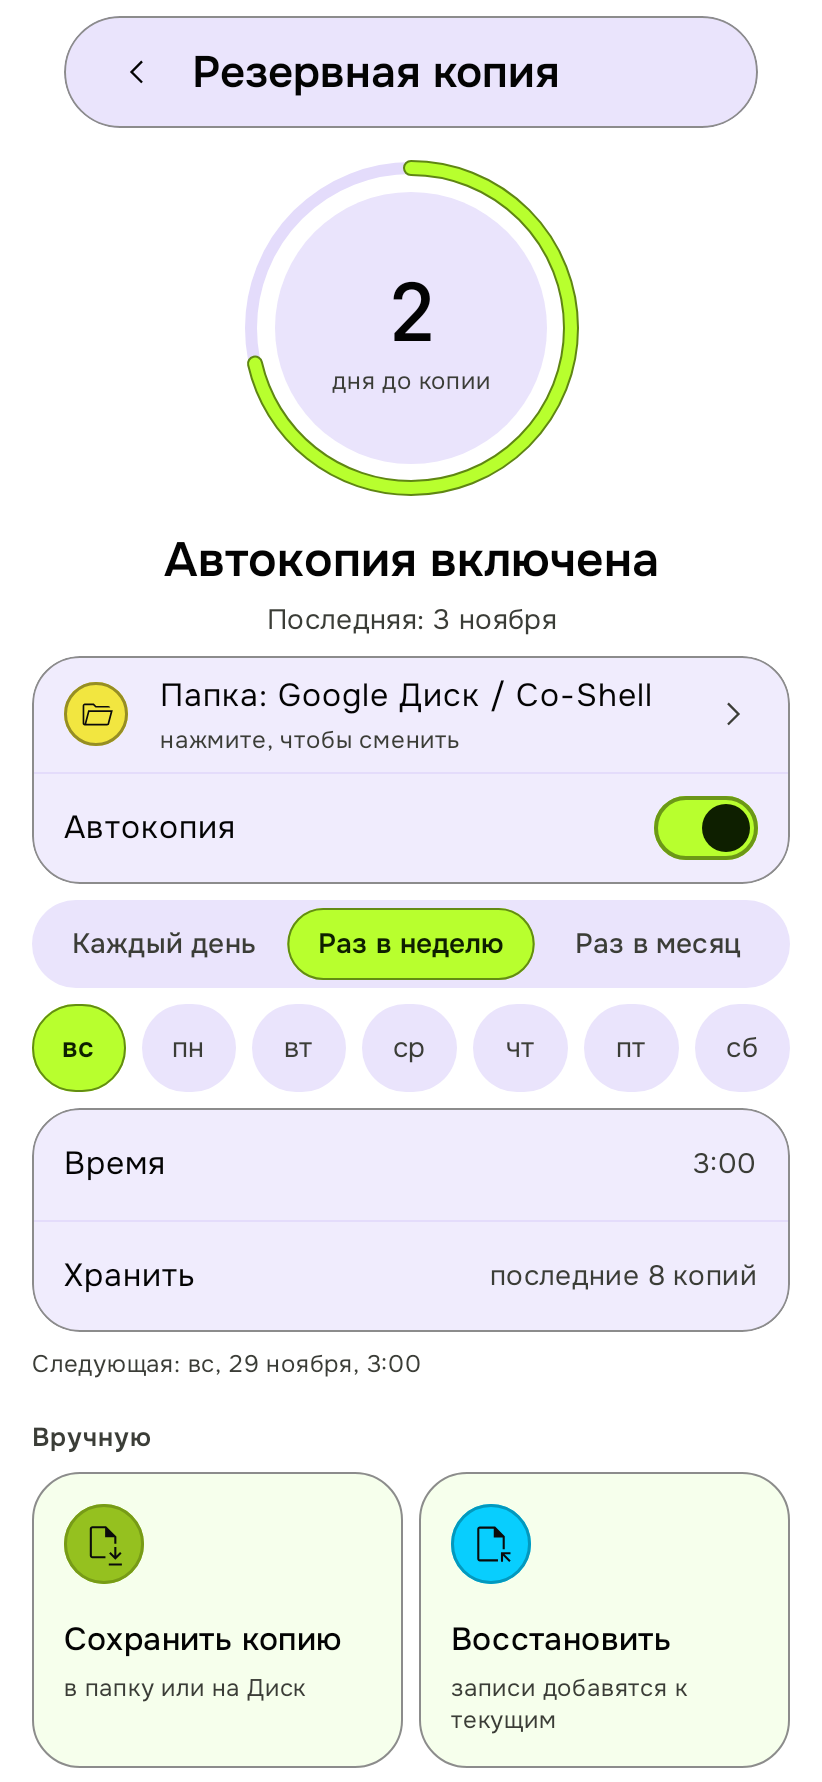 Резервная копия
2
дня до копии
Автокопия включена
Последняя: 3 ноября
Папка: Google Диск / Co-Shell
нажмите, чтобы сменить
Автокопия
Каждый день Раз в неделю Раз в месяц
вс пн вт ср чт пт сб
Время 3:00
Хранить последние 8 копий
Следующая: вс, 29 ноября, 3:00
Вручную
Сохранить копию
в папку или на Диск
Восстановить
записи добавятся к
текущим